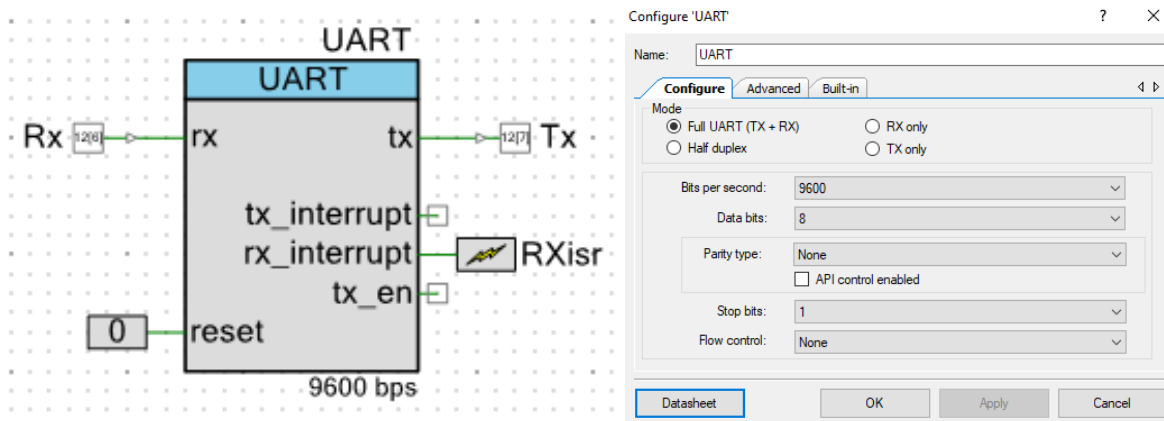 UART
UART
Rx 12[6] rx tx 12[7] Tx
tx_interrupt
rx_interrupt RXisr
tx_en
0 reset
9600 bps
Configure 'UART' ? X
Name: UART
Configure Advanced Built-in
Mode
Full UART (TX + RX) RX only
Half duplex TX only
Bits per second: 9600
Data bits: 8
Parity type: None
API control enabled
Stop bits: 1
Flow control: None
Datasheet OK Apply Cancel